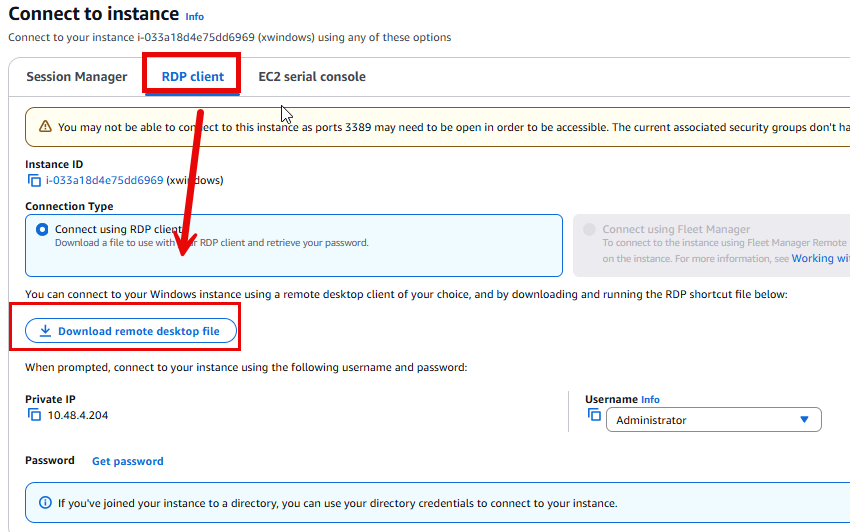 Connect to instance Info
Connect to your instance i-033a18d4e75dd6969 (xwindows) using any of these options
Session Manager RDP client EC2 serial console
You may not be able to connect to this instance as ports 3389 may need to be open in order to be accessible. The current associated security groups don't ha
Instance ID
i-033a18d4e75dd6969 (xwindows)
Connection Type
Connect using RDP client
Download a file to use with your RDP client and retrieve your password.
Connect using Fleet Manager
To connect to the instance using Fleet Manager Remote
on the instance. For more information, see Working wi
You can connect to your Windows instance using a remote desktop client of your choice, and by downloading and running the RDP shortcut file below:
Download remote desktop file
When prompted, connect to your instance using the following username and password:
Private IP
10.48.4.204
Username Info
Administrator
Password Get password
If you've joined your instance to a directory, you can use your directory credentials to connect to your instance.